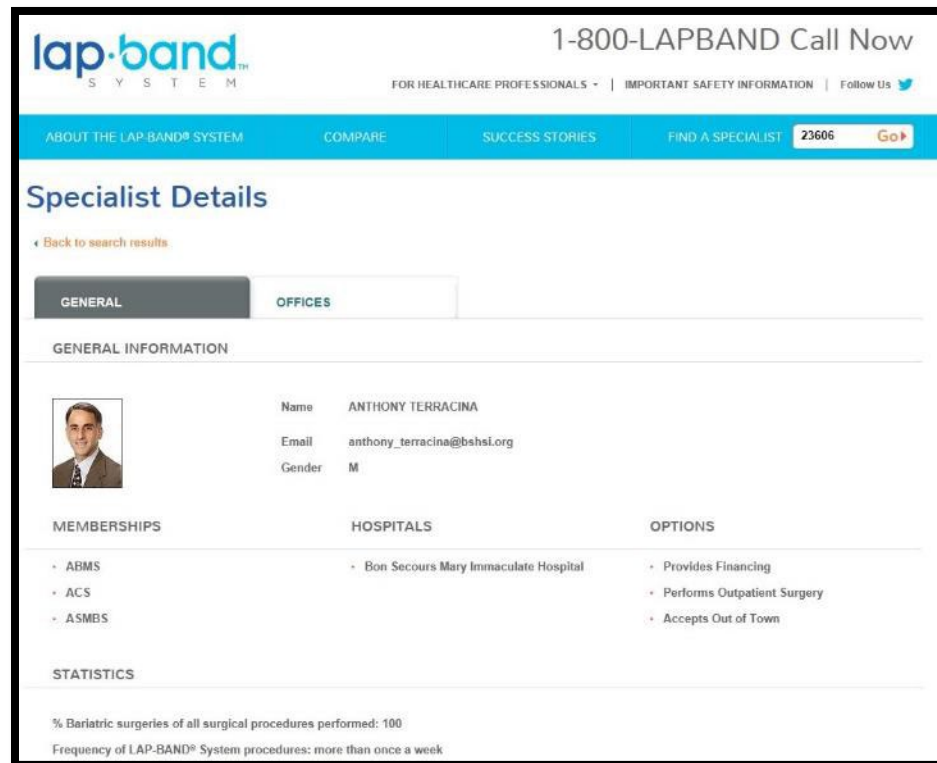 lap·band™
SYSTEM
1-800-LAPBAND Call Now
FOR HEALTHCARE PROFESSIONALS | IMPORTANT SAFETY INFORMATION | Follow Us
ABOUT THE LAP-BAND® SYSTEM COMPARE SUCCESS STORIES FIND A SPECIALIST 23606 Go
Specialist Details
Back to search results
GENERAL OFFICES
GENERAL INFORMATION
Name ANTHONY TERRACINA
Email anthony_terracina@bshsi.org
Gender M
MEMBERSHIPS HOSPITALS OPTIONS
• ABMS • Bon Secours Mary Immaculate Hospital • Provides Financing
• ACS • Performs Outpatient Surgery
• ASMBS • Accepts Out of Town
STATISTICS
% Bariatric surgeries of all surgical procedures performed: 100
Frequency of LAP-BAND® System procedures: more than once a week